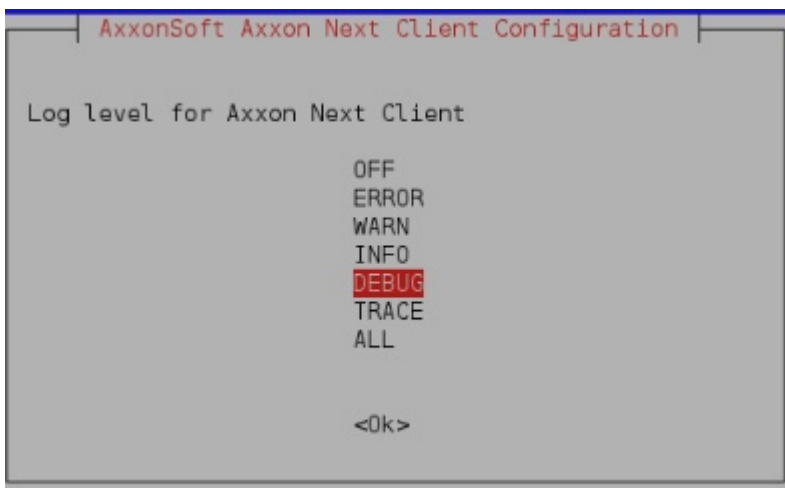 AxxonSoft Axxon Next Client Configuration
Log level for Axxon Next Client
OFF
ERROR
WARN
INFO
DEBUG
TRACE
ALL
<Ok>